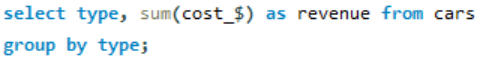 select type, sum(cost_$) as revenue from cars
group by type;